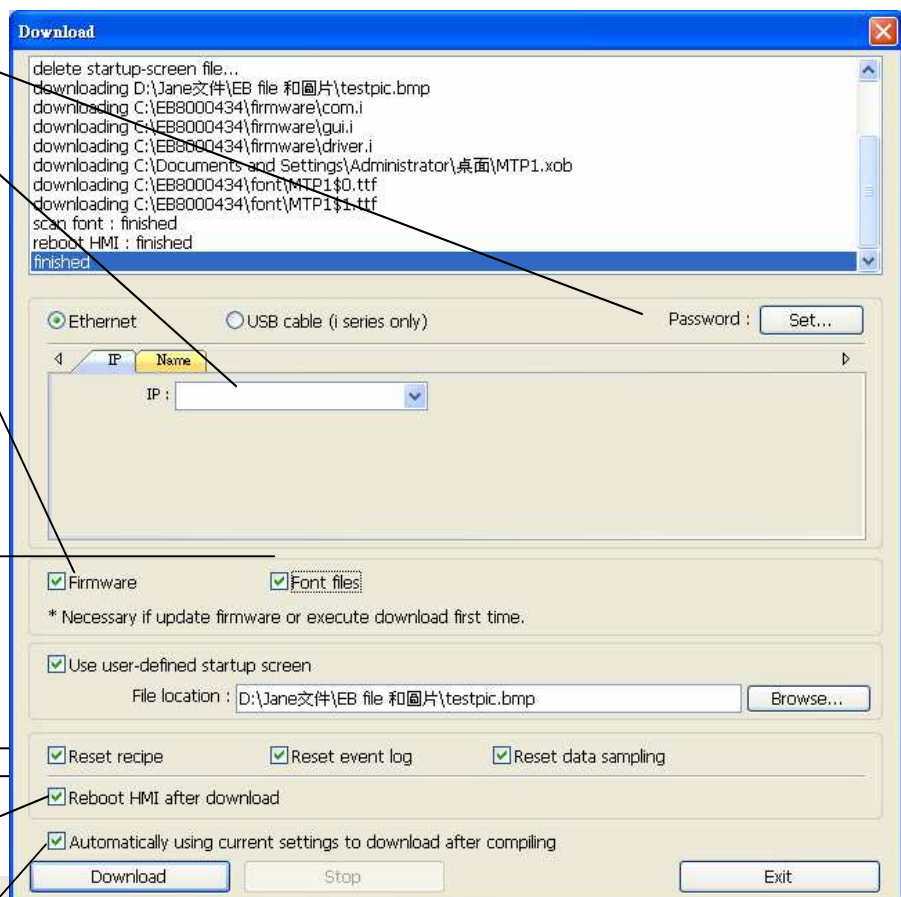 Download
delete startup-screen file...
downloading D:\Jane文件\EB file 和圖片\testpic.bmp
downloading C:\EB8000434\firmware\com.i
downloading C:\EB8000434\firmware\gui.i
downloading C:\EB8000434\firmware\driver.i
downloading C:\Documents and Settings\Administrator\桌面\MTP1.xob
downloading C:\EB8000434\font\MTP1$0.ttf
downloading C:\EB8000434\font\MTP1$1.ttf
scan font : finished
reboot HMI : finished
finished
Ethernet USB cable (i series only) Password : Set...
IP Name
IP :
Firmware Font files
* Necessary if update firmware or execute download first time.
Use user-defined startup screen
File location : D:\Jane文件\EB file 和圖片\testpic.bmp Browse...
Reset recipe Reset event log Reset data sampling
Reboot HMI after download
Automatically using current settings to download after compiling
Download Stop Exit